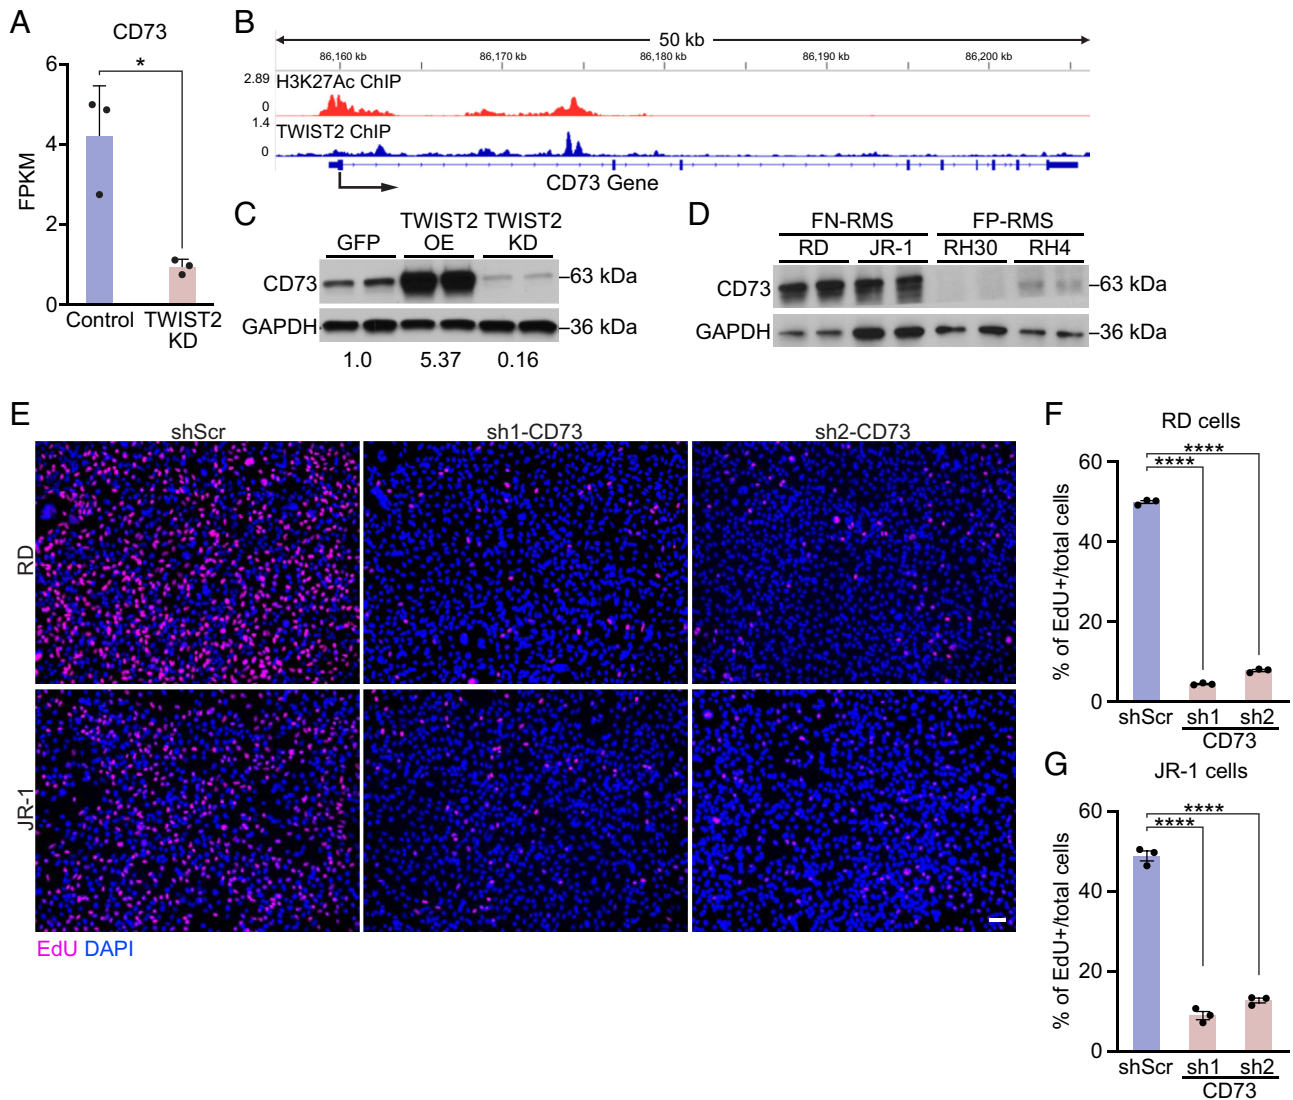 A
CD73
*
6
4
2
0
FPKM
Control
TWIST2
KD
B
50 kb
86,160 kb
86,170 kb
86,180 kb
86,190 kb
86,200 kb
2.89
H3K27Ac ChIP
0
1.4
TWIST2 ChIP
0
CD73 Gene
C
GFP
TWIST2
OE
TWIST2
KD
CD73
–63 kDa
GAPDH
–36 kDa
1.0
5.37
0.16
D
FN-RMS
FP-RMS
RD
JR-1
RH30
RH4
CD73
–63 kDa
GAPDH
–36 kDa
E
shScr
sh1-CD73
sh2-CD73
RD
JR-1
EdU DAPI
F
RD cells
****
****
60
40
20
0
% of EdU+/total cells
shScr
sh1
sh2
CD73
G
JR-1 cells
****
****
60
40
20
0
% of EdU+/total cells
shScr
sh1
sh2
CD73